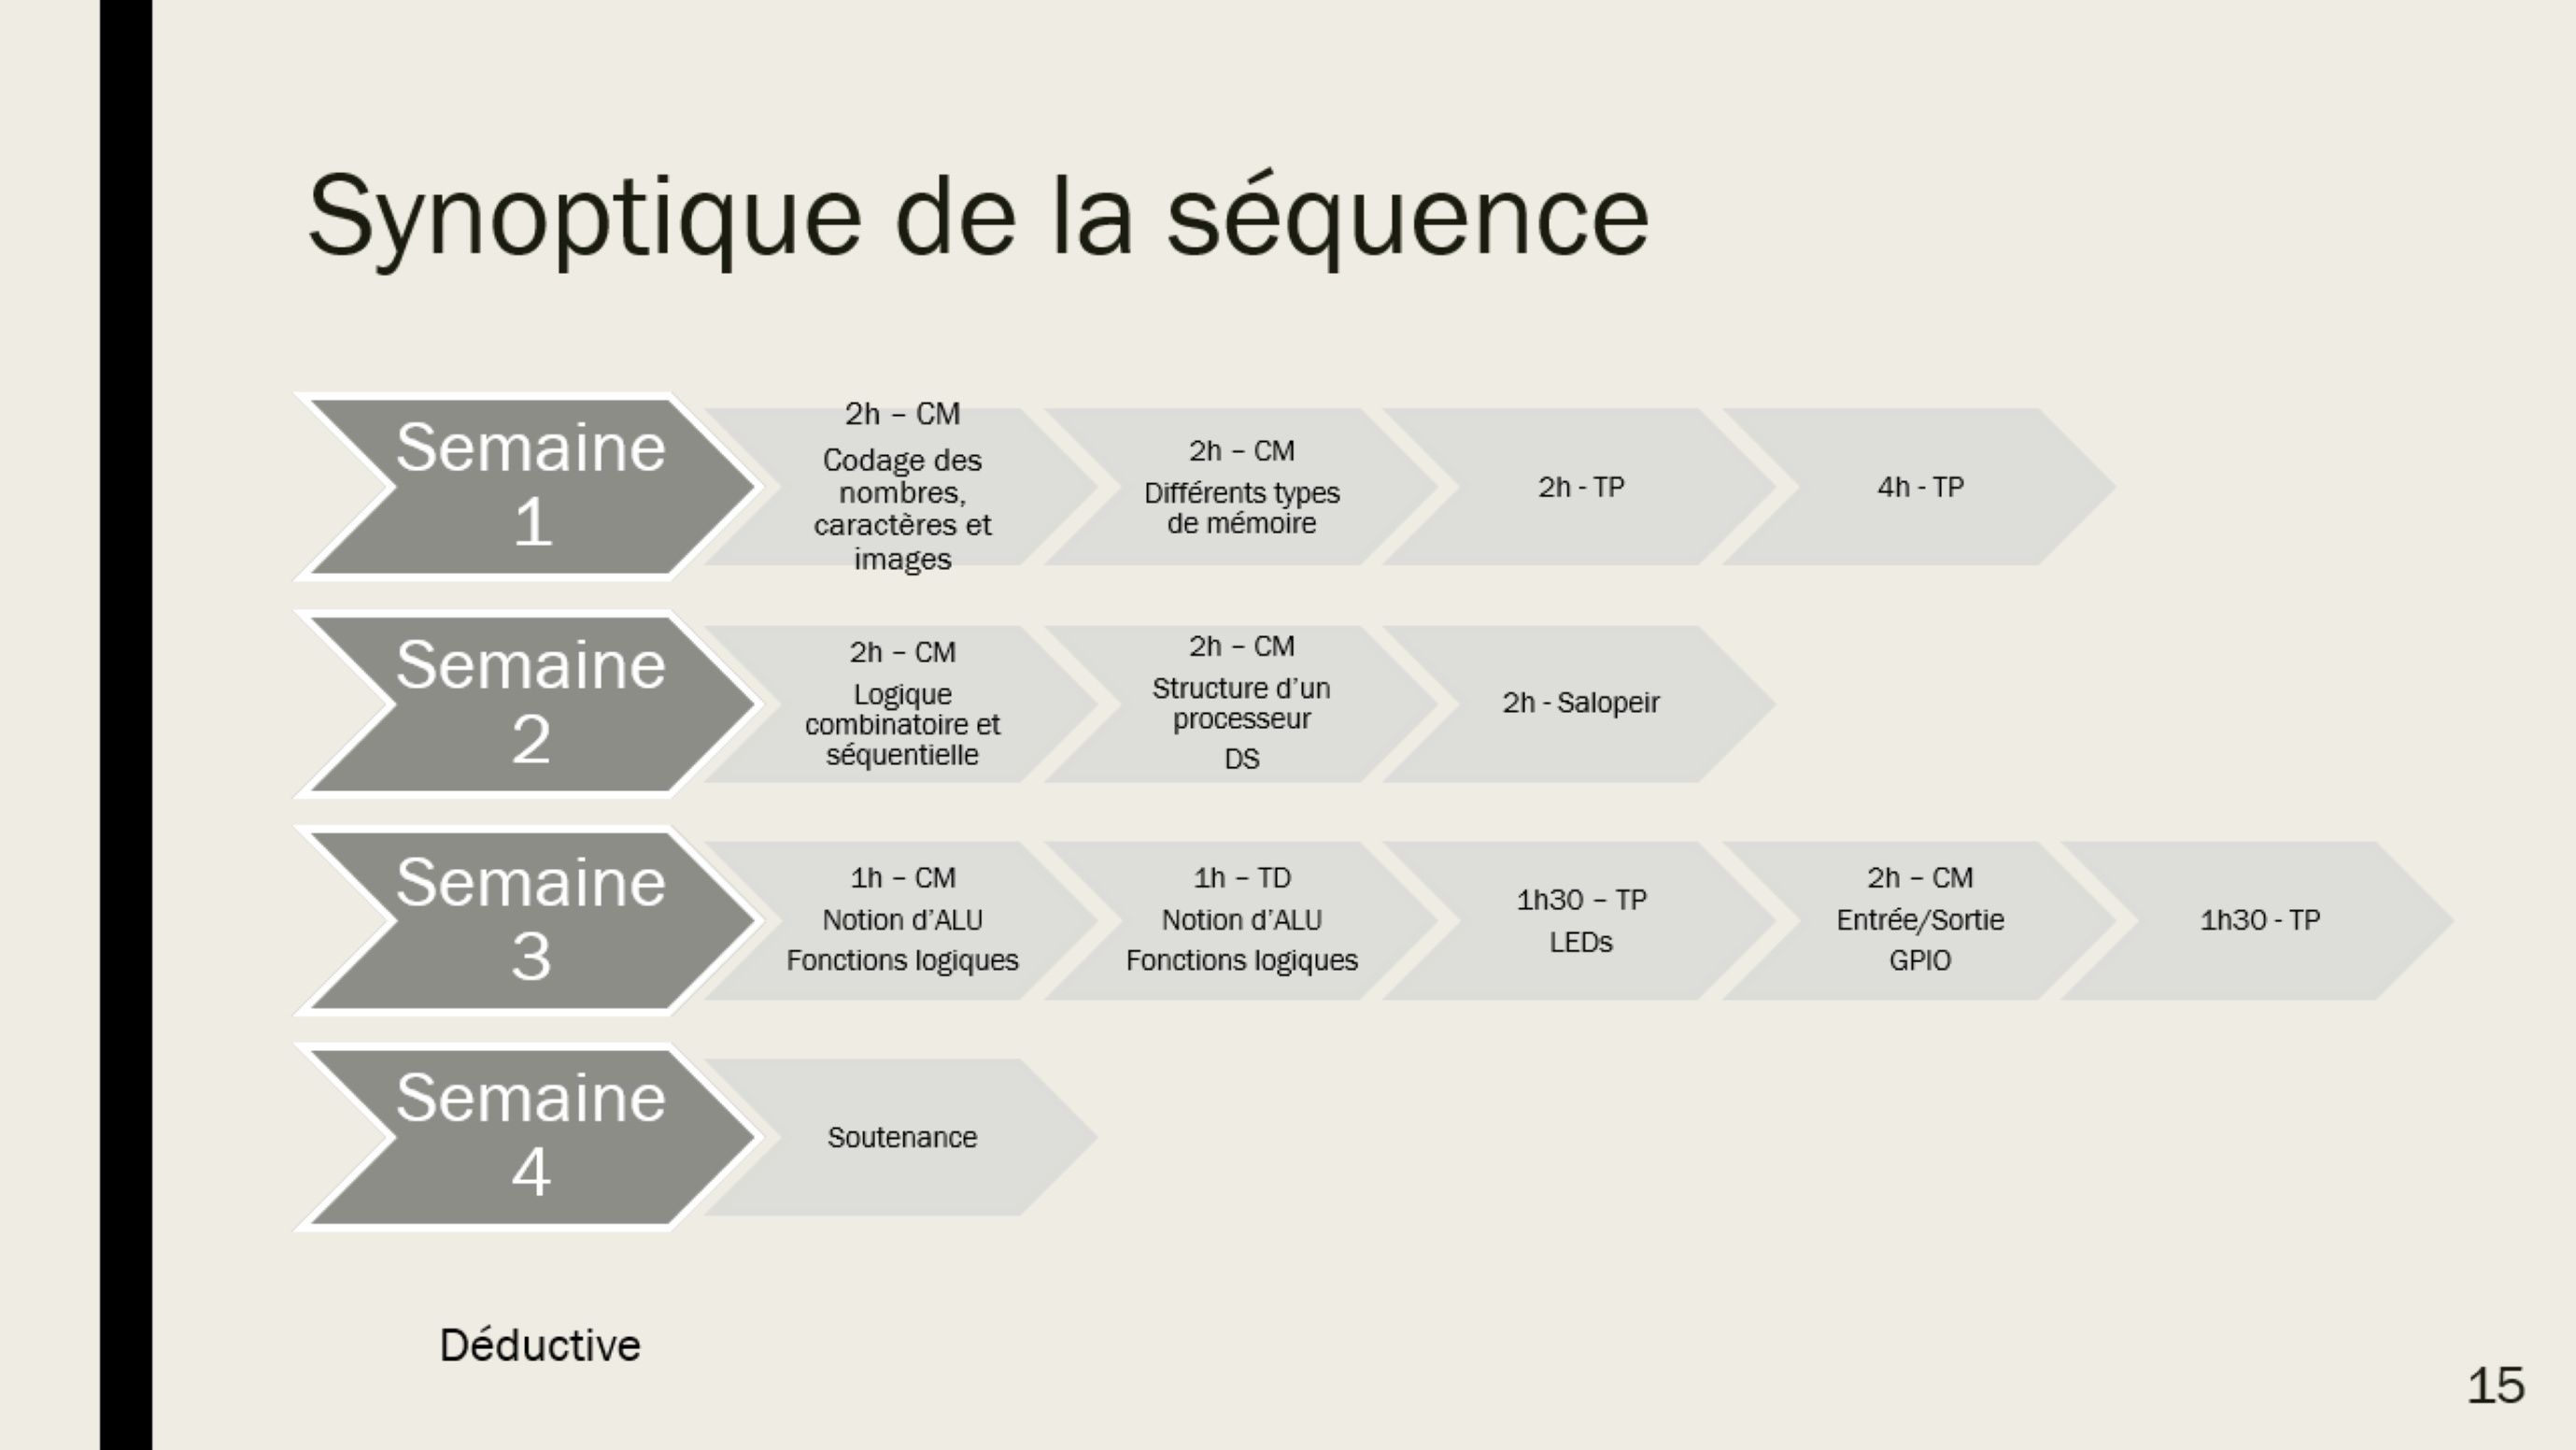 Synoptique de la séquence
Semaine
1
2h – CM
Codage des
nombres,
caractères et
images
2h – CM
Différents types
de mémoire
2h - TP
4h - TP
Semaine
2
2h – CM
Logique
combinatoire et
séquentielle
2h – CM
Structure d’un
processeur
DS
2h - Salopeir
Semaine
3
1h – CM
Notion d’ALU
Fonctions logiques
1h – TD
Notion d’ALU
Fonctions logiques
1h30 – TP
LEDs
2h – CM
Entrée/Sortie
GPIO
1h30 - TP
Semaine
4
Soutenance
Déductive
15